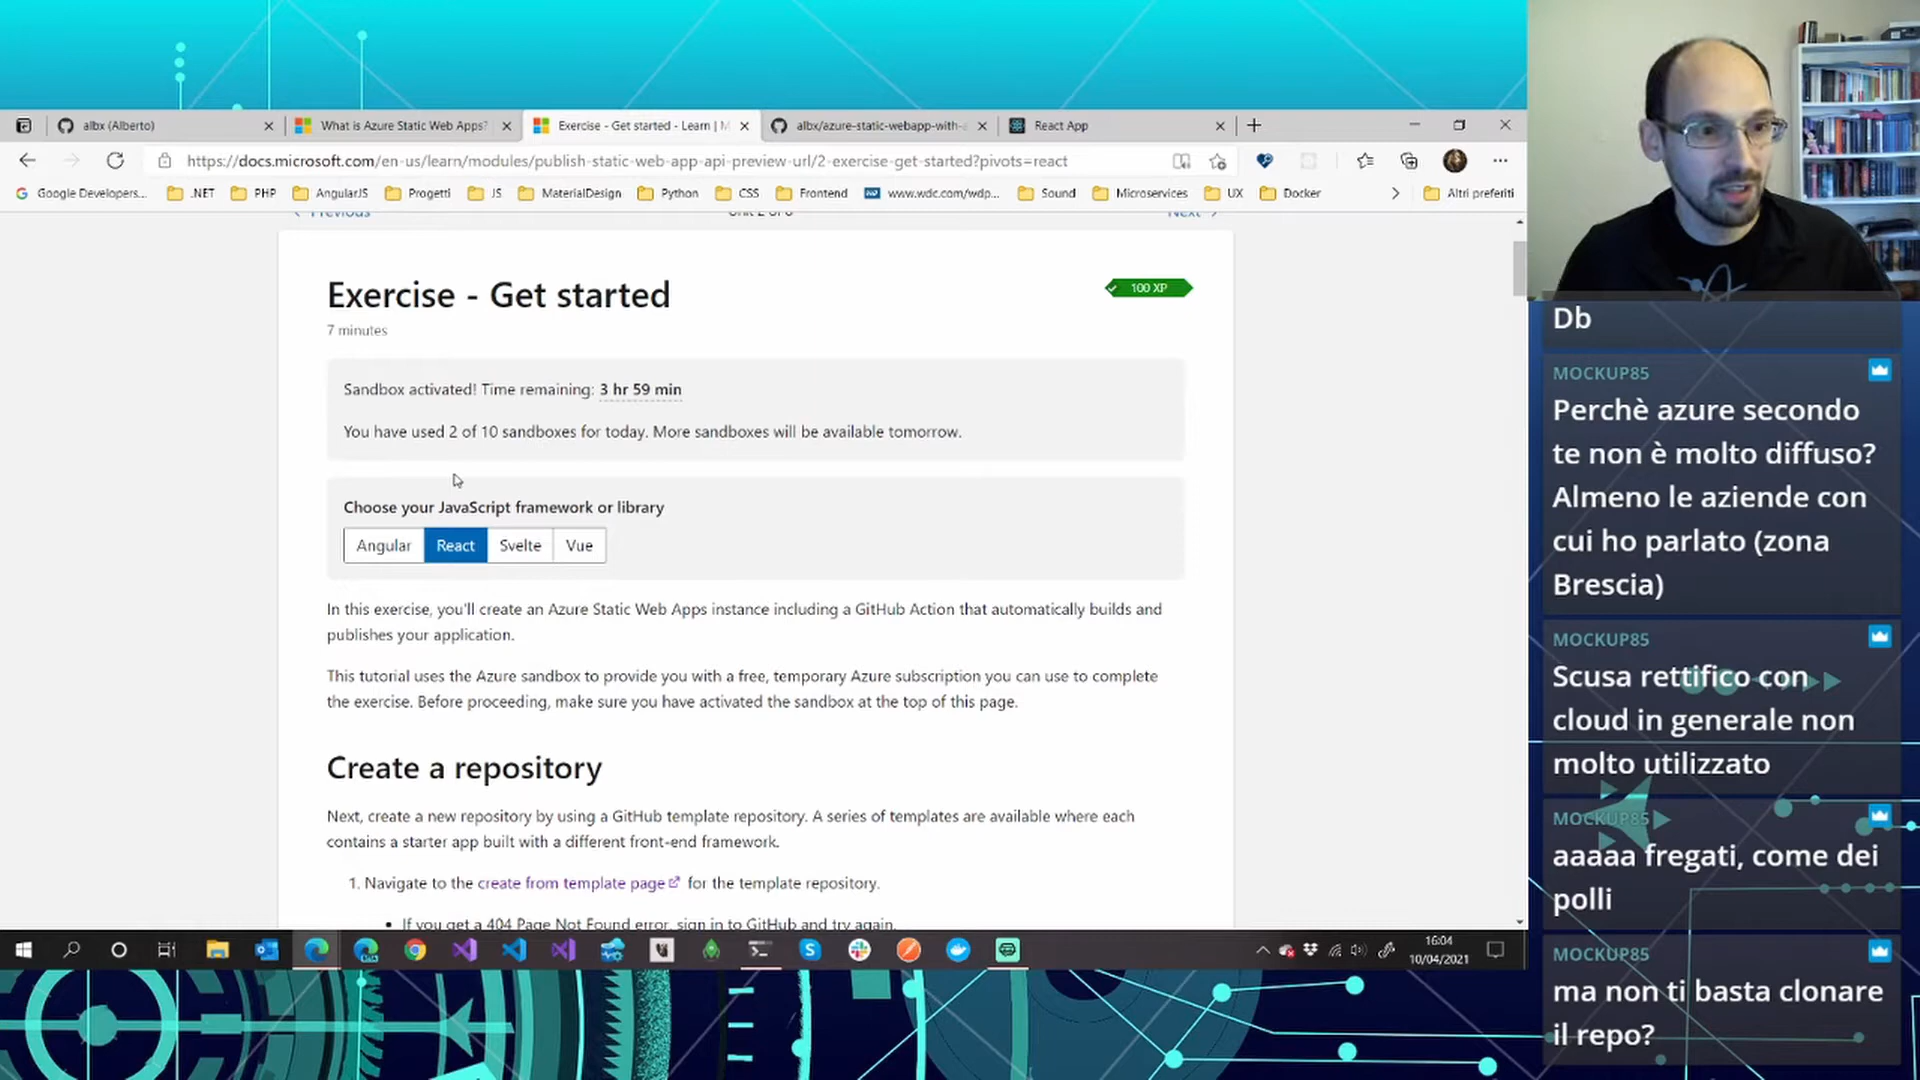 albx (Alberto)
What is Azure Static Web Apps?
Exercise - Get started - Learn | M
albx/azure-static-webapp-with-a
React App
https://docs.microsoft.com/en-us/learn/modules/publish-static-web-app-api-preview-url/2-exercise-get-started?pivots=react
Google Developers...
.NET
PHP
AngularJS
Progetti
JS
MaterialDesign
Python
CSS
Frontend
www.wdc.com/wdp...
Sound
Microservices
UX
Docker
Altri preferiti
Previous
Next
Exercise - Get started
100 XP
7 minutes
Sandbox activated! Time remaining: 3 hr 59 min
You have used 2 of 10 sandboxes for today. More sandboxes will be available tomorrow.
Choose your JavaScript framework or library
Angular
React
Svelte
Vue
In this exercise, you'll create an Azure Static Web Apps instance including a GitHub Action that automatically builds and
publishes your application.
This tutorial uses the Azure sandbox to provide you with a free, temporary Azure subscription you can use to complete
the exercise. Before proceeding, make sure you have activated the sandbox at the top of this page.
Create a repository
Next, create a new repository by using a GitHub template repository. A series of templates are available where each
contains a starter app built with a different front-end framework.
1. Navigate to the create from template page for the template repository.
If you get a 404 Page Not Found error, sign in to GitHub and try again.
16:04
10/04/2021
Db
MOCKUP85
Perchè azure secondo
te non è molto diffuso?
Almeno le aziende con
cui ho parlato (zona
Brescia)
MOCKUP85
Scusa rettifico con
cloud in generale non
molto utilizzato
MOCKUP85
aaaaa fregati, come dei
polli
MOCKUP85
ma non ti basta clonare
il repo?